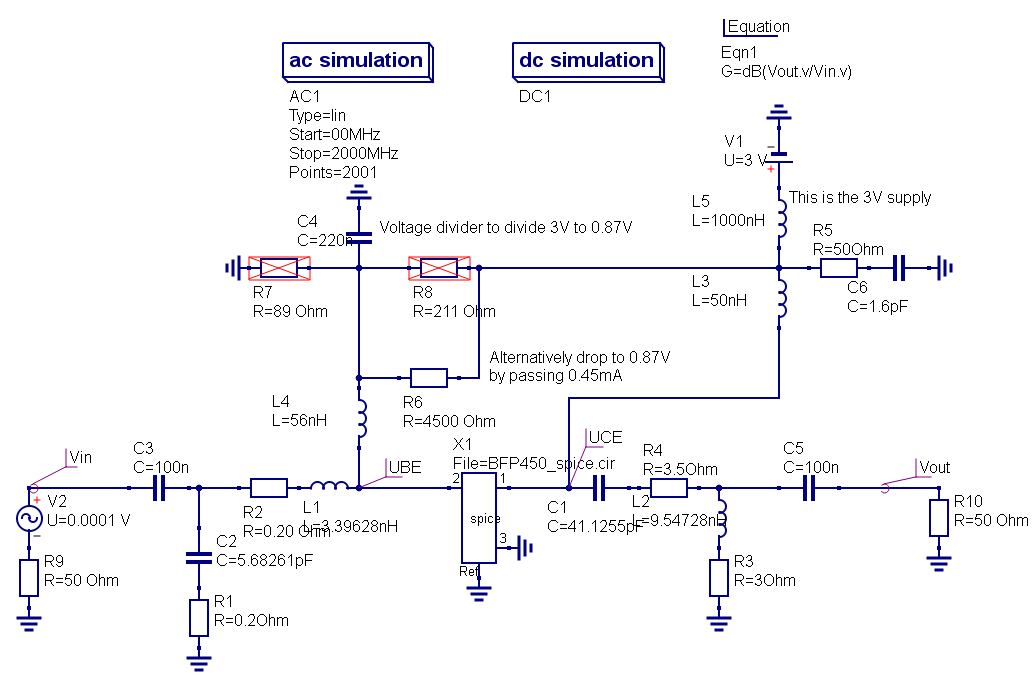 Equation
Eqn1
G=dB(Vout.v/Vin.v)
ac simulation
dc simulation
AC1
Type=lin
Start=00MHz
Stop=2000MHz
Points=2001
DC1
V1
U=3 V
This is the 3V supply
L5
L=1000nH
C4
C=220n
Voltage divider to divide 3V to 0.87V
R5
R=50Ohm
R7
R=89 Ohm
R8
R=211 Ohm
L3
L=50nH
C6
C=1.6pF
Alternatively drop to 0.87V
by passing 0.45mA
L4
L=56nH
R6
R=4500 Ohm
Vin
C3
C=100n
UBE
X1
File=BFP450_spice.cir
UCE
R4
R=3.5Ohm
C5
C=100n
Vout
V2
U=0.0001 V
R2
R=0.20 Ohm
L1
L=3.39628nH
2
1
spice
3
Ref
C1
C=41.1255pF
L2
L=9.54728nH
R10
R=50 Ohm
C2
C=5.68261pF
R9
R=50 Ohm
R3
R=3Ohm
R1
R=0.2Ohm